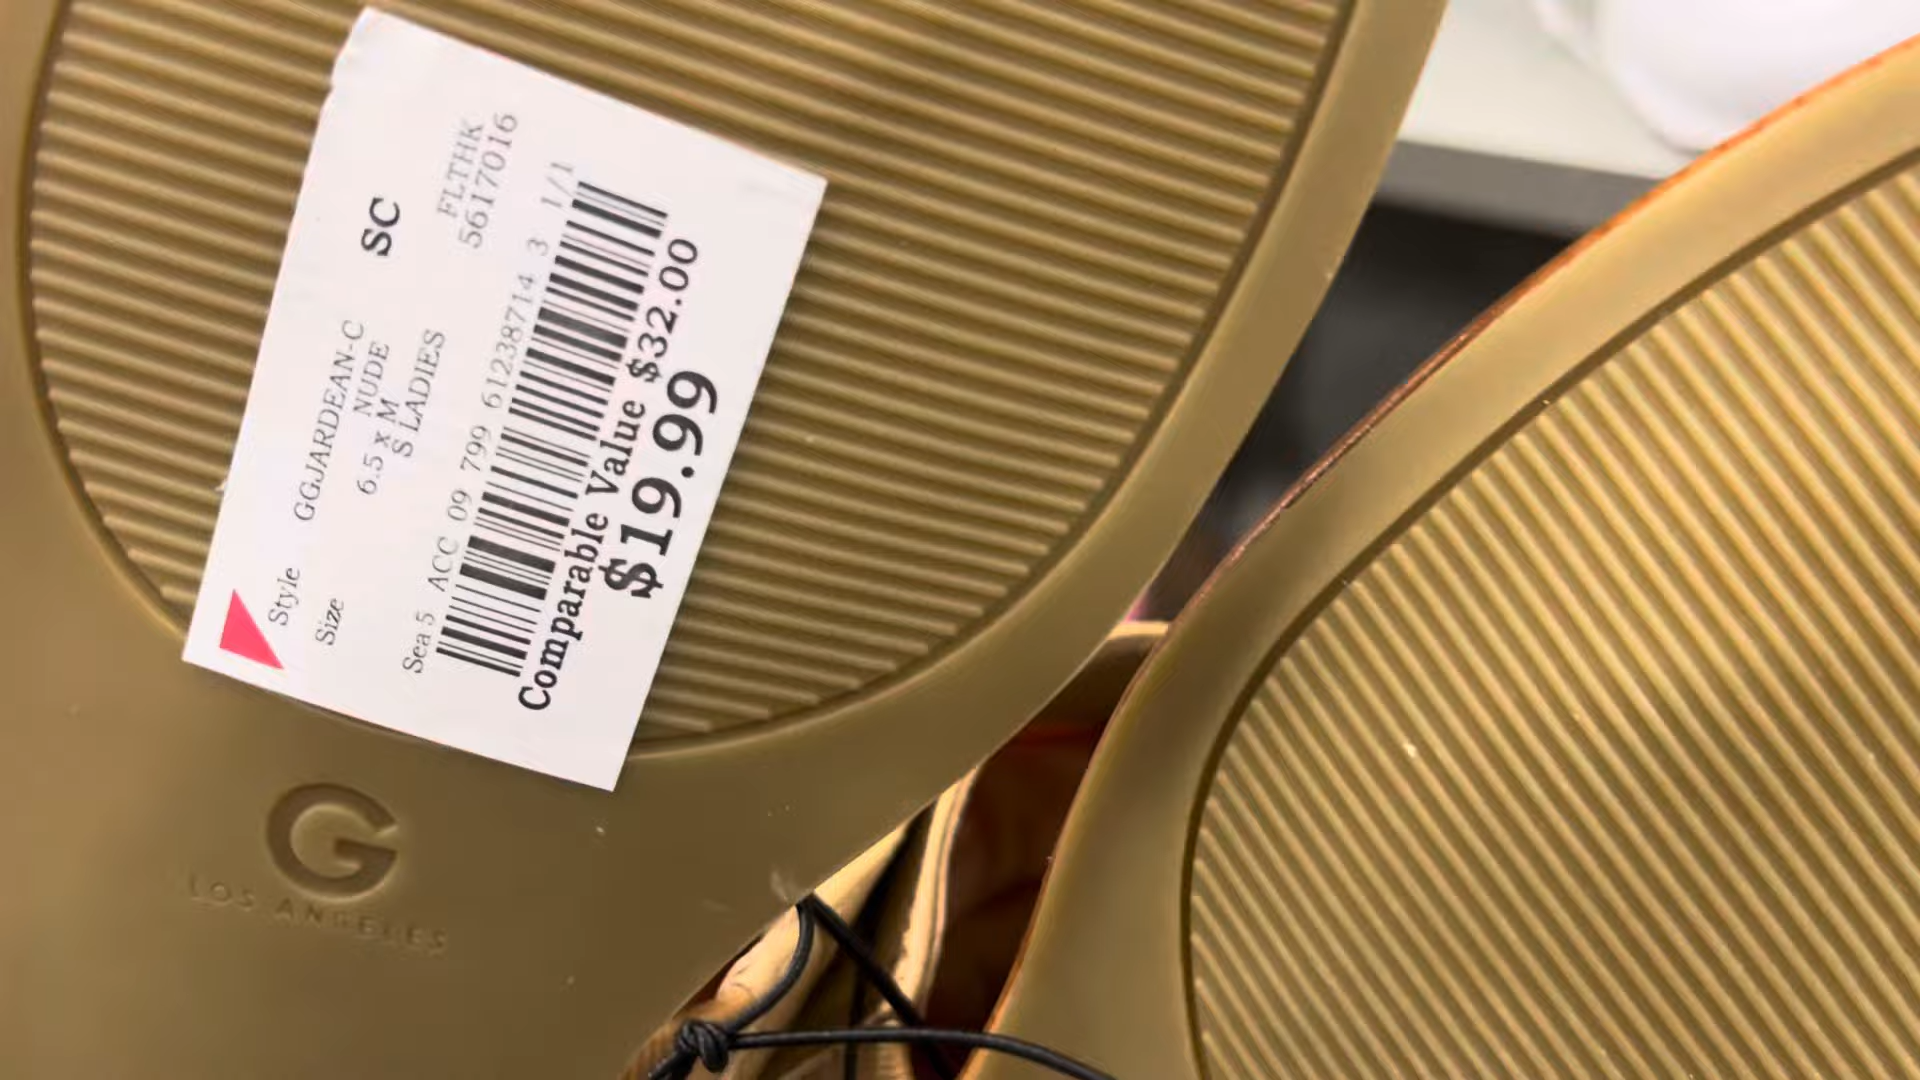 SC
FLTHK
5617016
Style GGJARDEAN-C
NUDE
Size 6.5 x M
S LADIES
Sea 5 ACC 09 799 61238714 3 1/1
Comparable Value $32.00
$19.99
G
LOS ANGELES